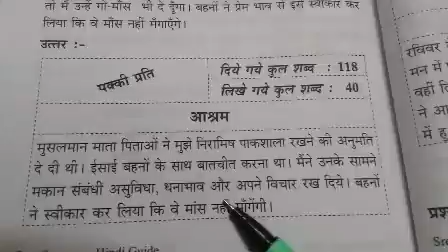 तो मैं उन्हें गो-माँस भी दे दूँगा। बहनों ने प्रेम भाव से इसे स्वीकार कर
लिया कि वे माँस नहीं मँगाएँगे।
उत्तर :-
पक्की प्रति
दिये गये कुल शब्द : 118
लिखे गये कुल शब्द : 40
आश्रम
मुसलमान माता पिताओं ने मुझे निरामिष पाकशाला रखने की अनुमति
दे दी थी। ईसाई बहनों के साथ बातचीत करना था। मैंने उनके सामने
मकान संबंधी असुविधा, धनाभाव और अपने विचार रख दिये। बहनों
ने स्वीकार कर लिया कि वे मांस नहीं माँगेंगी।
Hindi Guide
रविवर
मन में
वहीं
ने आ
में हू
प्रश